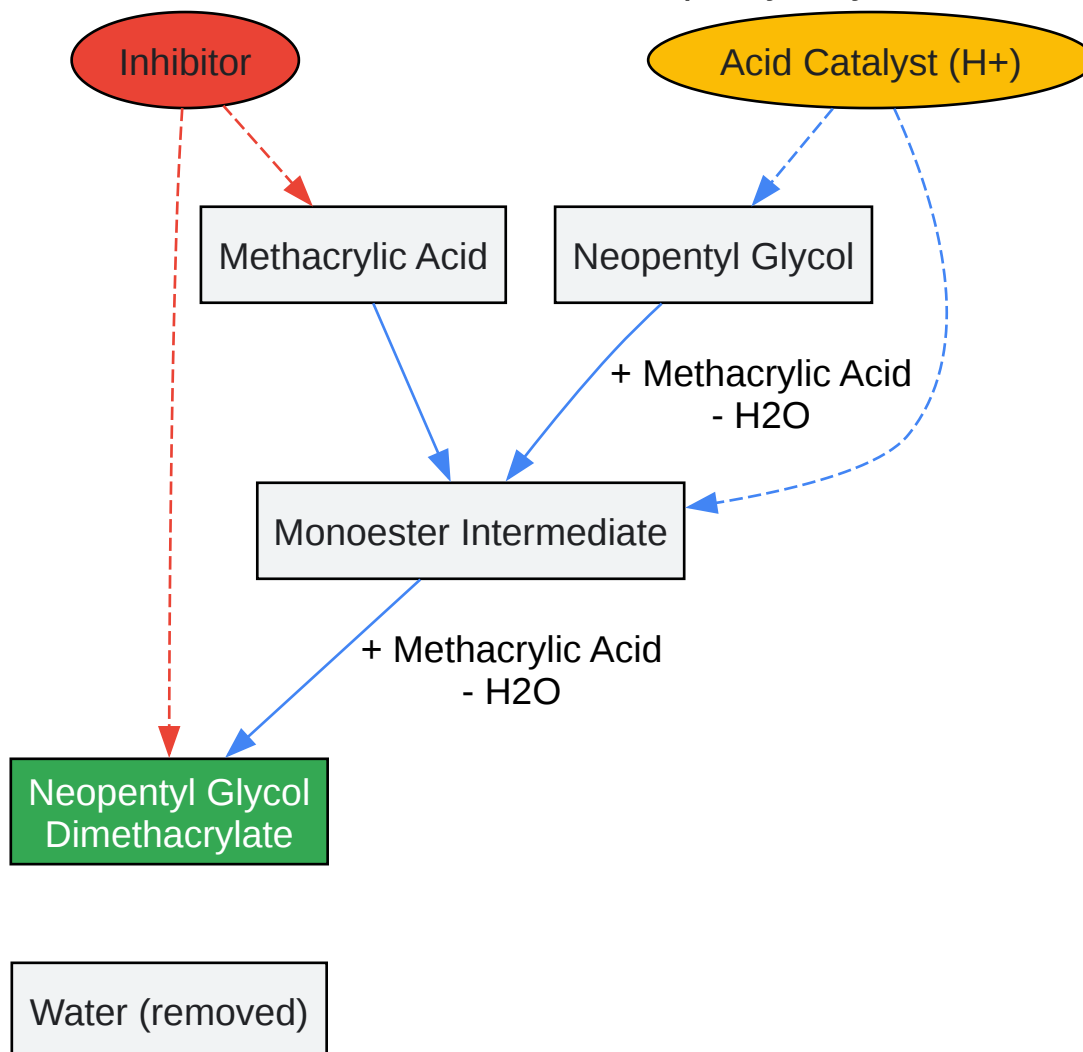 Inhibitor
Acid Catalyst (H+)
Methacrylic Acid
Neopentyl Glycol
+ Methacrylic Acid
- H2O
Monoester Intermediate
+ Methacrylic Acid
- H2O
Neopentyl Glycol
Dimethacrylate
Water (removed)